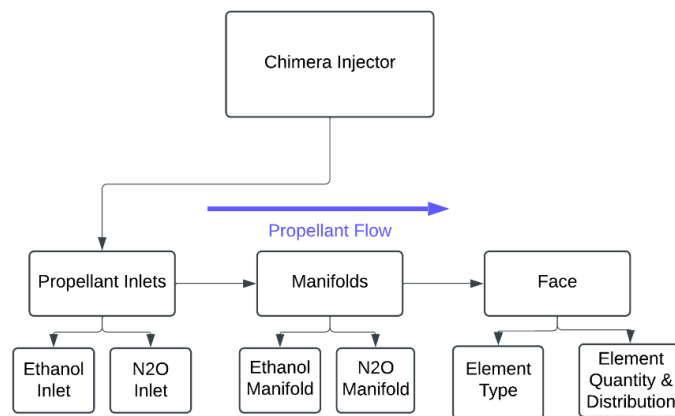 Chimera Injector
Propellant Flow
Propellant Inlets
Manifolds
Face
Ethanol
Inlet
N2O
Inlet
Ethanol
Manifold
N2O
Manifold
Element
Type
Element
Quantity &
Distribution